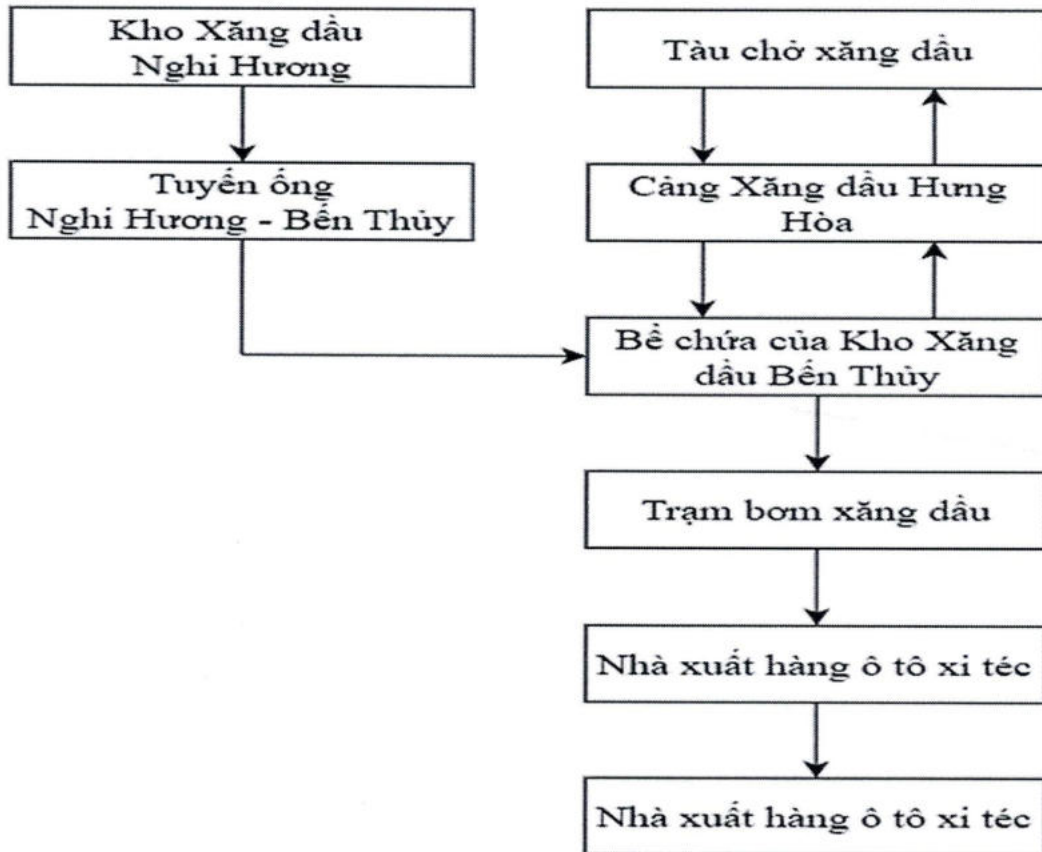 Kho Xăng dầu
Nghi Hương
Tàu chở xăng dầu
Tuyến ống
Nghi Hương - Bến Thủy
Cảng Xăng dầu Hưng
Hòa
Bể chứa của Kho Xăng
dầu Bến Thủy
Trạm bơm xăng dầu
Nhà xuất hàng ô tô xi téc
Nhà xuất hàng ô tô xi téc